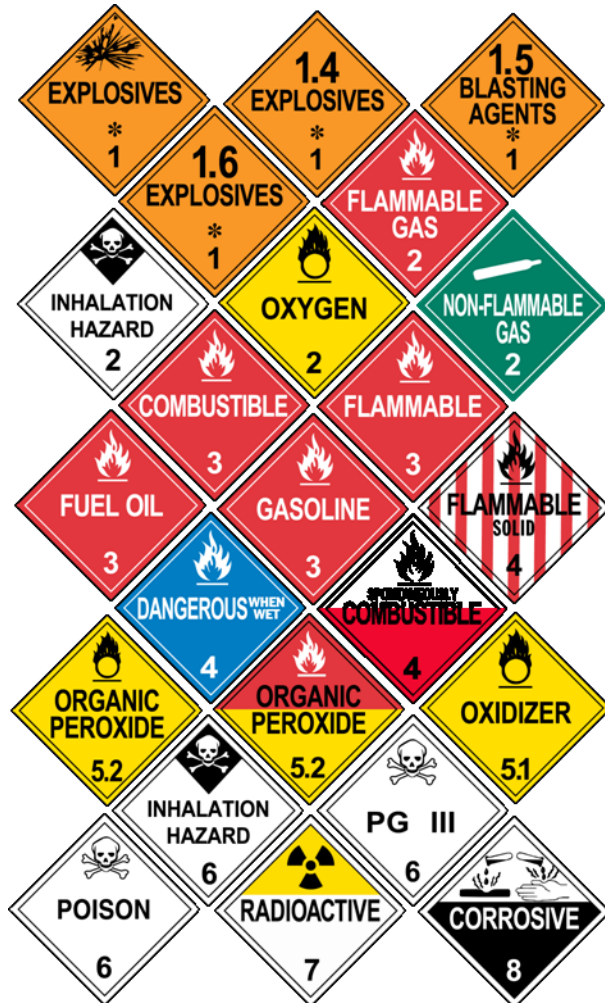 EXPLOSIVES
*
1
1.4
EXPLOSIVES
*
1
1.5
BLASTING
AGENTS
*
1
1.6
EXPLOSIVES
*
1
FLAMMABLE
GAS
2
INHALATION
HAZARD
2
OXYGEN
2
NON-FLAMMABLE
GAS
2
COMBUSTIBLE
3
FLAMMABLE
3
FUEL OIL
3
GASOLINE
3
FLAMMABLE
SOLID
4
DANGEROUS WHEN
WET
4
SPONTANEOUSLY
COMBUSTIBLE
4
ORGANIC
PEROXIDE
5.2
ORGANIC
PEROXIDE
5.2
OXIDIZER
5.1
INHALATION
HAZARD
6
PG III
6
POISON
6
RADIOACTIVE
7
CORROSIVE
8